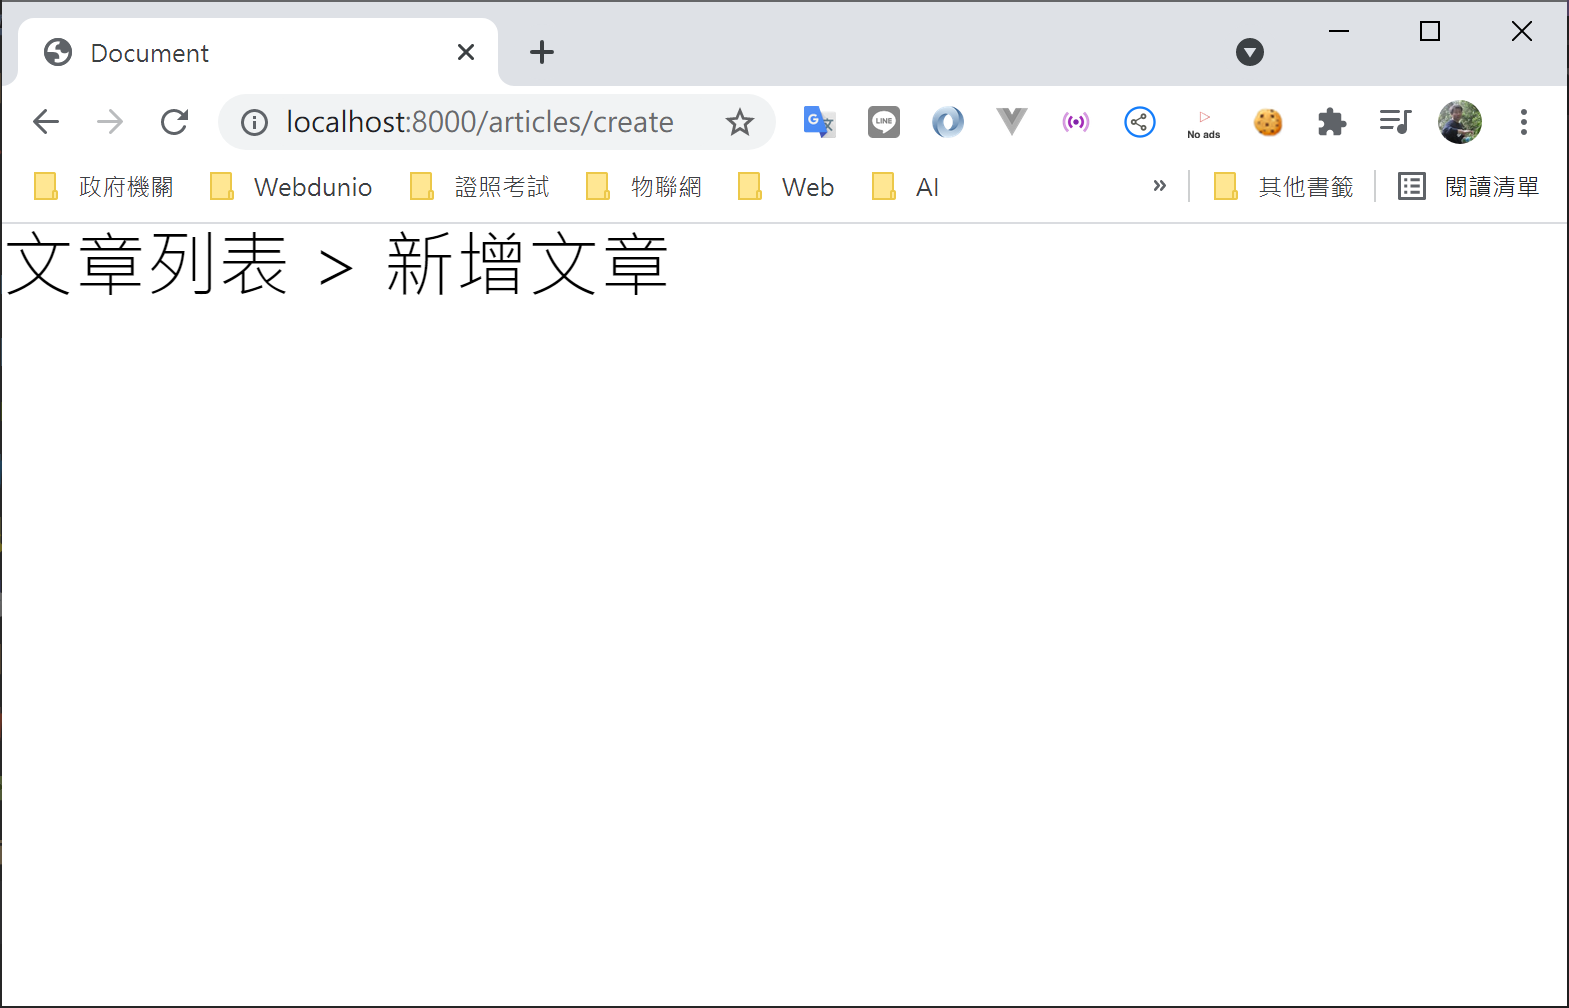 Document
localhost:8000/articles/create
LINE
No ads
政府機關 Webdunio 證照考試 物聯網 Web AI » 其他書籤 閱讀清單
文章列表 > 新增文章